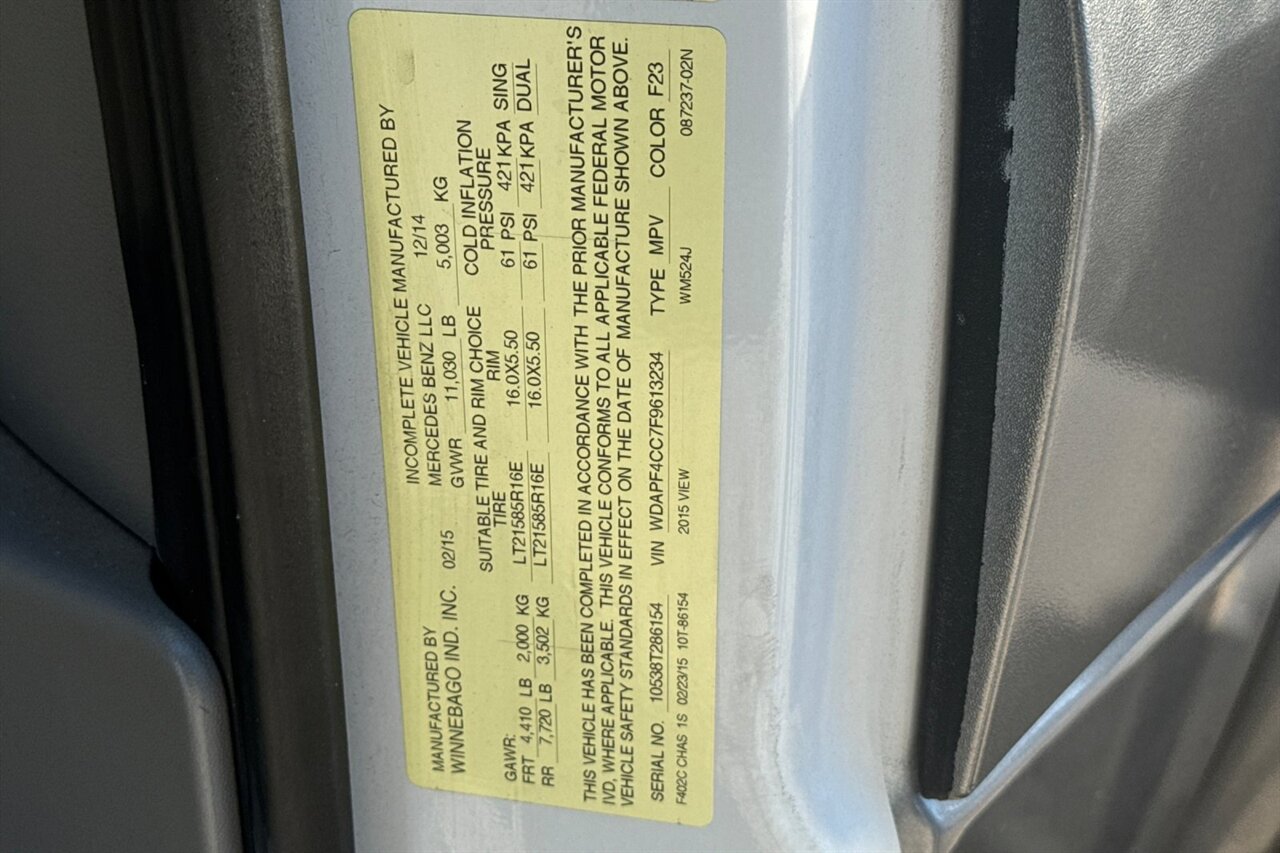 MANUFACTURED BY INCOMPLETE VEHICLE MANUFACTURED BY
WINNEBAGO IND. INC. 02/15 MERCEDES BENZ LLC 12/14
GVWR 11,030 LB 5,003 KG
SUITABLE TIRE AND RIM CHOICE COLD INFLATION
GAWR: TIRE RIM PRESSURE
FRT 4,410 LB 2,000 KG LT21585R16E 16.0X5.50 61 PSI 421 KPA SING
RR 7,720 LB 3,502 KG LT21585R16E 16.0X5.50 61 PSI 421 KPA DUAL
THIS VEHICLE HAS BEEN COMPLETED IN ACCORDANCE WITH THE PRIOR MANUFACTURER'S
IVD, WHERE APPLICABLE. THIS VEHICLE CONFORMS TO ALL APPLICABLE FEDERAL MOTOR
VEHICLE SAFETY STANDARDS IN EFFECT ON THE DATE OF MANUFACTURE SHOWN ABOVE.
SERIAL NO. 10538T286154 VIN WDAPF4CC7F9613234 TYPE MPV COLOR F23
F402C CHAS 1S 02/23/15 10T-86154 2015 VIEW WM524J 087237-02N